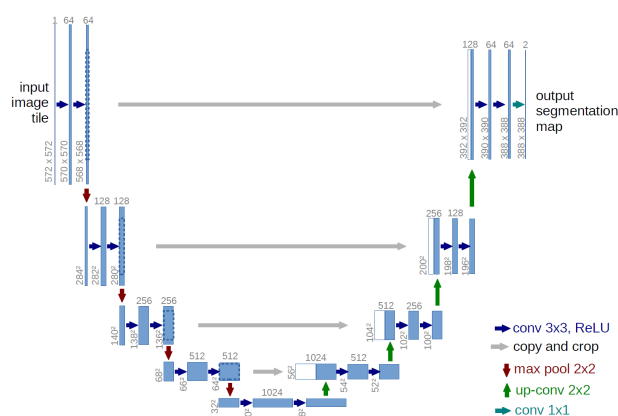 1
64
64
input
image
tile
572 x 572
570 x 570
568 x 568
128
64
64
2
output
segmentation
map
392 x 392
390 x 390
388 x 388
388 x 388
128
128
284²
282²
280²
256
128
200²
198²
196²
256
256
140²
138²
136²
512
256
104²
102²
100²
512
512
68²
66²
64²
1024
512
56²
54²
52²
1024
32²
conv 3x3, ReLU
copy and crop
max pool 2x2
up-conv 2x2
conv 1x1